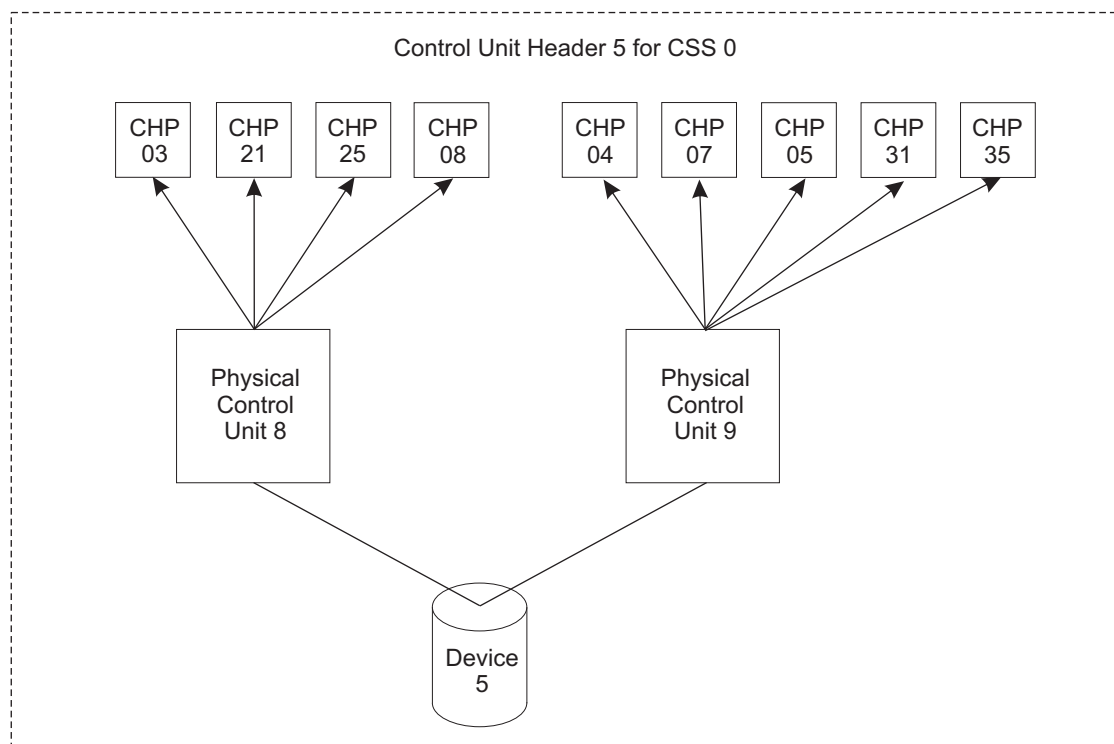 Control Unit Header 5 for CSS 0
CHP
03
CHP
21
CHP
25
CHP
08
CHP
04
CHP
07
CHP
05
CHP
31
CHP
35
Physical
Control
Unit 8
Physical
Control
Unit 9
Device
5